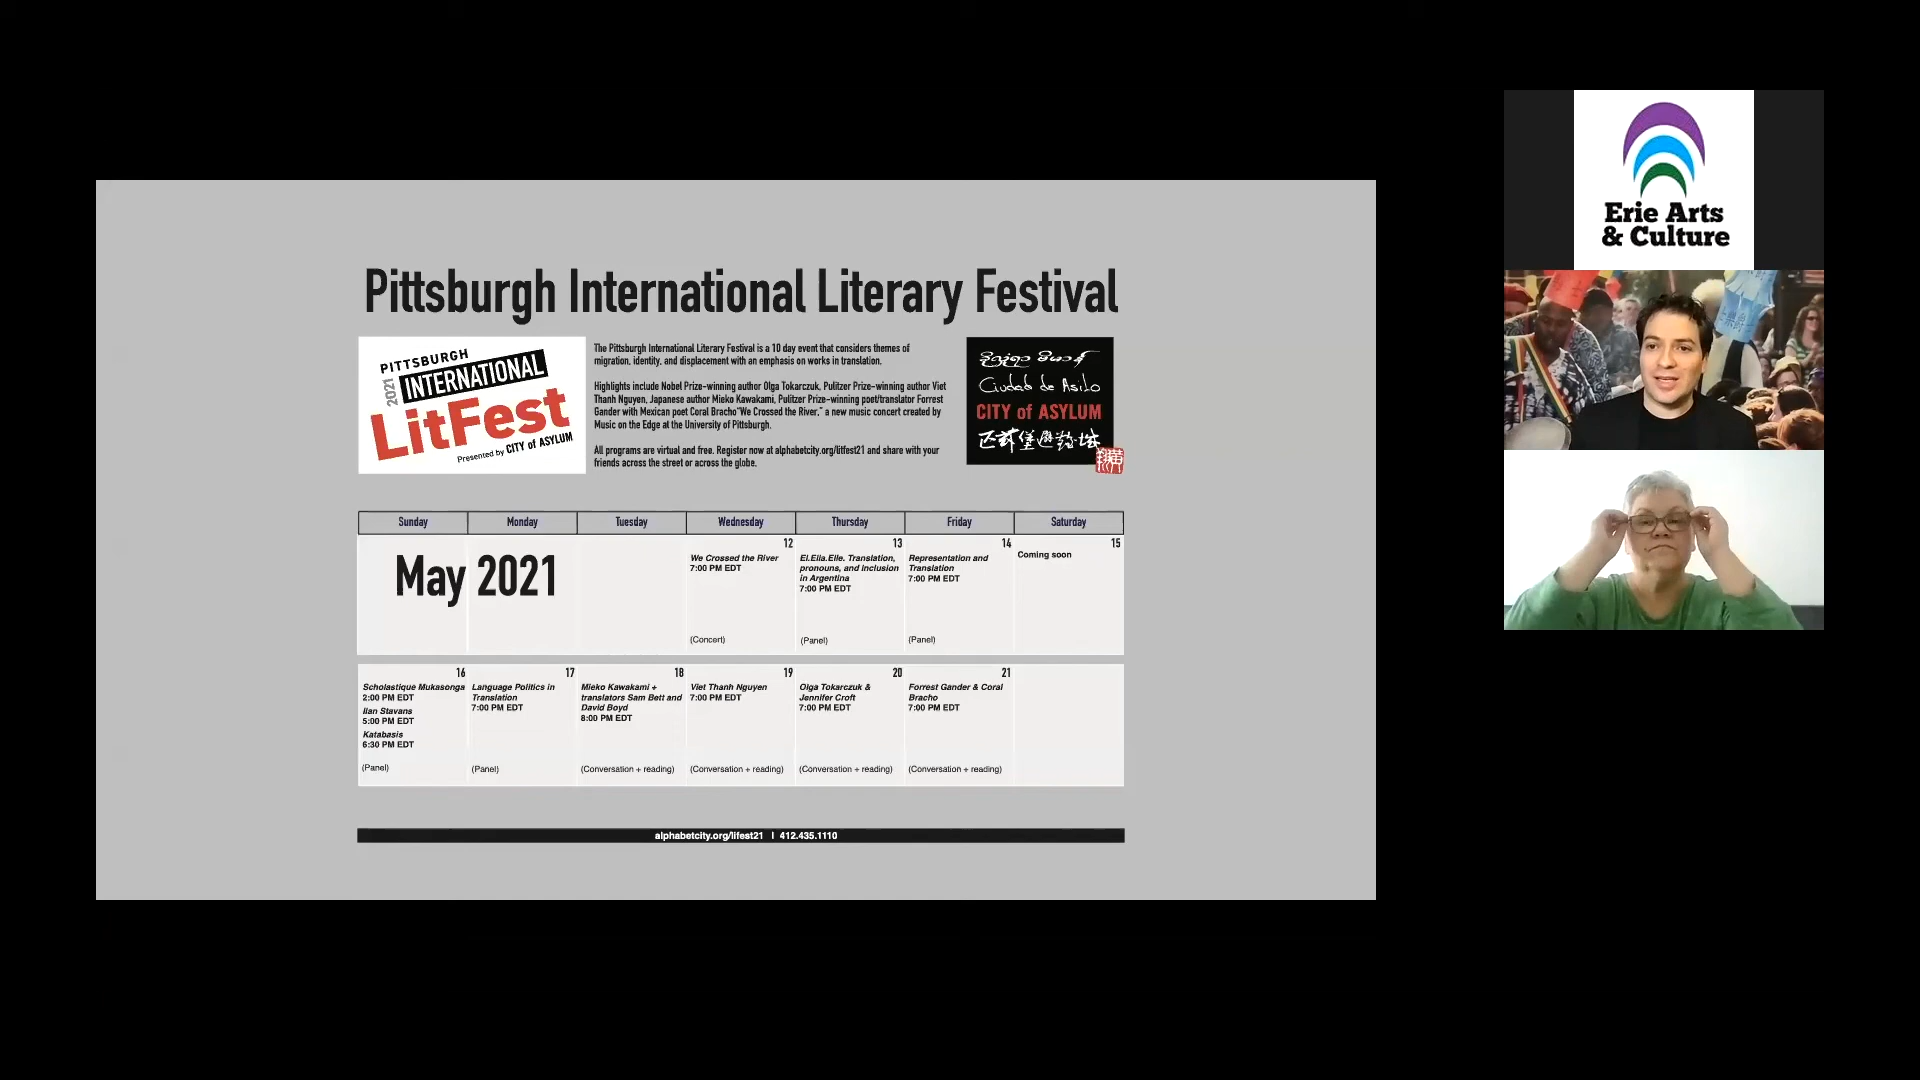 Pittsburgh International Literary Festival
PITTSBURGH
2021
INTERNATIONAL
LitFest
Presented by CITY of ASYLUM
The Pittsburgh International Literary Festival is a 10 day event that considers themes of
migration, identity, and displacement with an emphasis on works in translation.
Highlights include Nobel Prize-winning author Olga Tokarczuk, Pulitzer Prize-winning author Viet
Thanh Nguyen, Japanese author Mieko Kawakami, Pulitzer Prize-winning poet/translator Forrest
Gander with Mexican poet Coral Bracho"We Crossed the River," a new music concert created by
Music on the Edge at the University of Pittsburgh.
All programs are virtual and free. Register now at alphabetcity.org/litfest21 and share with your
friends across the street or across the globe.
Ciudad de Asilo
CITY of ASYLUM
Sunday Monday Tuesday Wednesday Thursday Friday Saturday
May 2021
12
We Crossed the River
7:00 PM EDT
(Concert)
13
El.Ella.Elle. Translation,
pronouns, and Inclusion
in Argentina
7:00 PM EDT
(Panel)
14
Representation and
Translation
7:00 PM EDT
(Panel)
15
Coming soon
16
Scholastique Mukasonga
2:00 PM EDT
Ilan Stavans
5:00 PM EDT
Katabasis
6:30 PM EDT
(Panel)
17
Language Politics in
Translation
7:00 PM EDT
(Panel)
18
Mieko Kawakami +
translators Sam Bett and
David Boyd
8:00 PM EDT
(Conversation + reading)
19
Viet Thanh Nguyen
7:00 PM EDT
(Conversation + reading)
20
Olga Tokarczuk &
Jennifer Croft
7:00 PM EDT
(Conversation + reading)
21
Forrest Gander & Coral
Bracho
7:00 PM EDT
(Conversation + reading)
alphabetcity.org/lifest21 | 412.435.1110
Erie Arts
& Culture